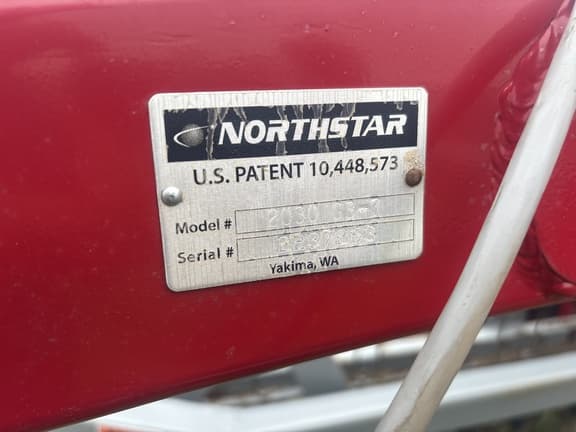 NORTHSTAR
U.S. PATENT 10,448,573
Model #
Serial #
Yakima, WA